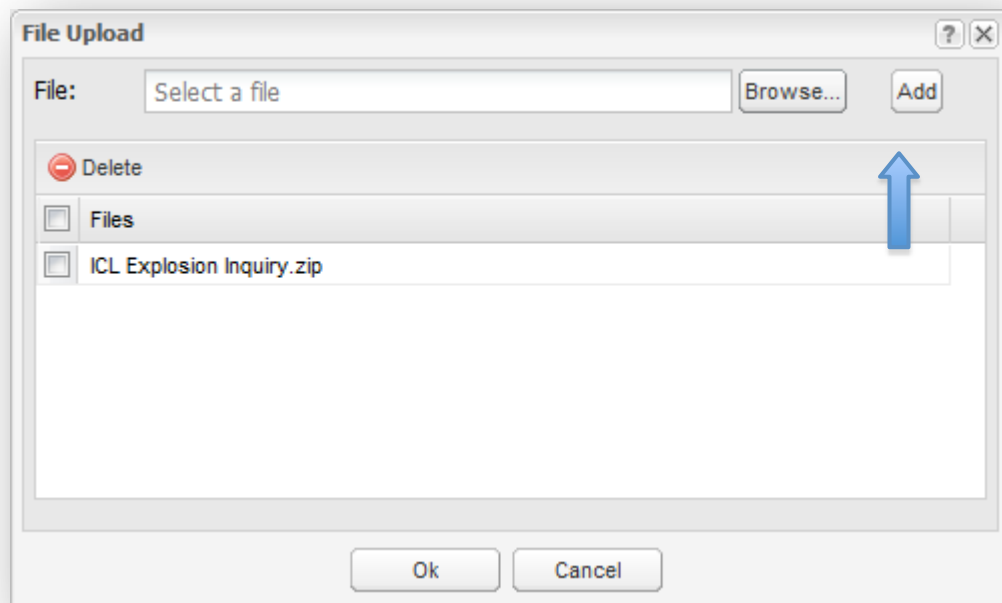 File Upload ?
File: Select a file Browse... Add
Delete
Files
ICL Explosion Inquiry.zip
Ok Cancel